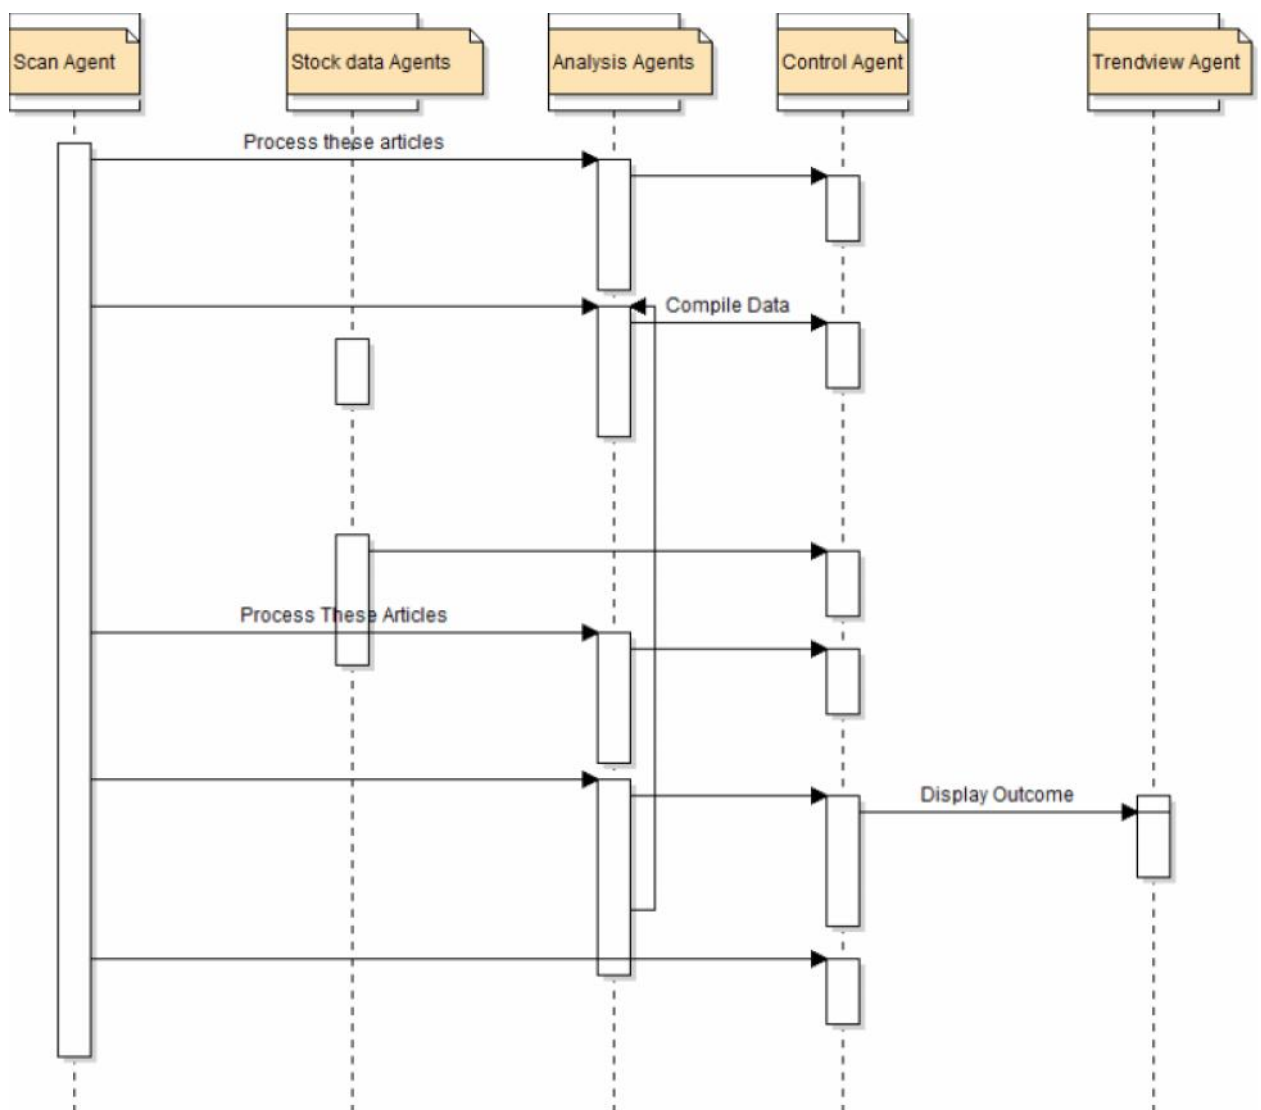 Scan Agent
Stock data Agents
Analysis Agents
Control Agent
Trendview Agent
Process these articles
Compile Data
Process These Articles
Display Outcome